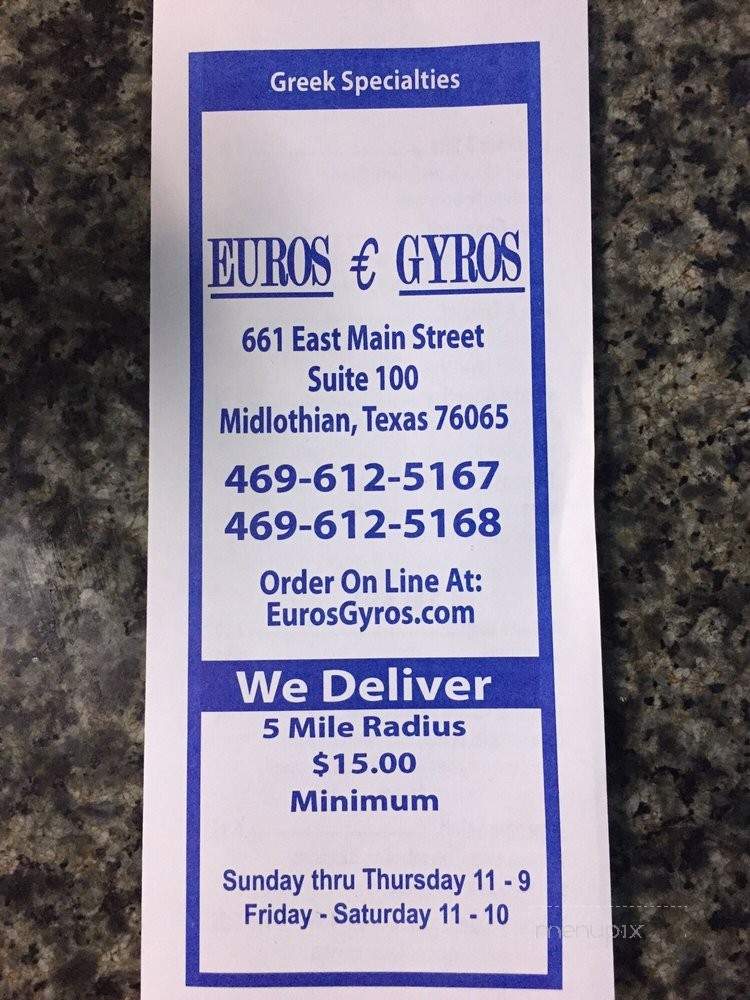 Greek Specialties
EUROS € GYROS
661 East Main Street
Suite 100
Midlothian, Texas 76065
469-612-5167
469-612-5168
Order On Line At:
EurosGyros.com
We Deliver
5 Mile Radius
$15.00
Minimum
Sunday thru Thursday 11 - 9
Friday - Saturday 11 - 10
menupix